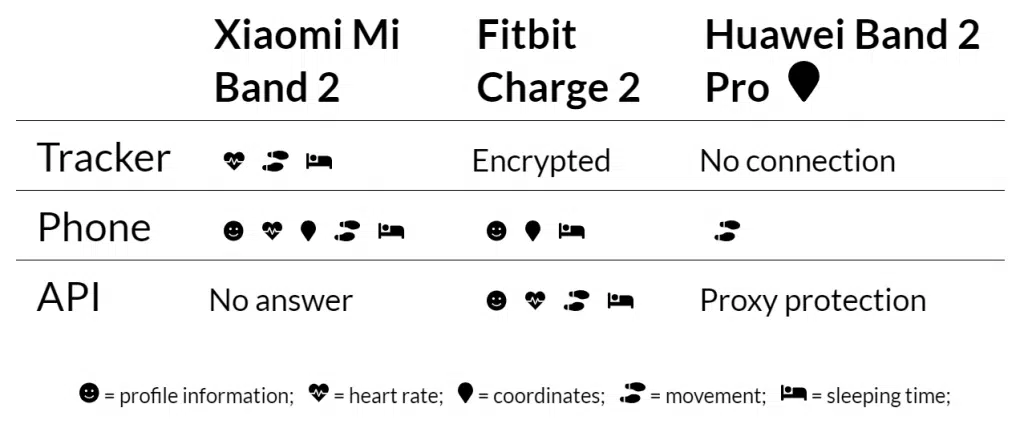 Xiaomi Mi
Band 2
Fitbit
Charge 2
Huawei Band 2
Pro
Tracker
Encrypted
No connection
Phone
API
No answer
Proxy protection
= profile information; = heart rate; = coordinates; = movement; = sleeping time;